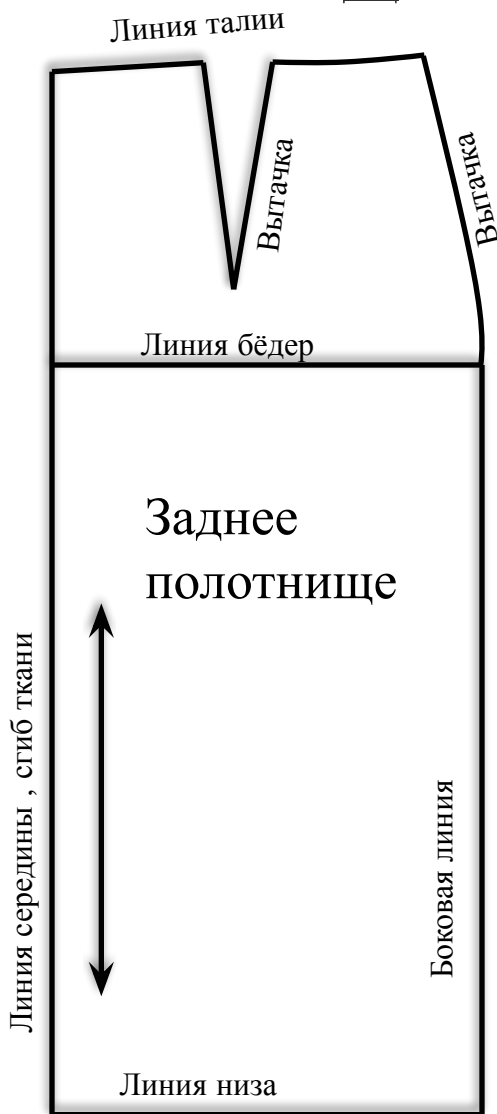 Линия талии
Вытачка
Вытачка
Линия бёдер
Заднее
полотнище
Линия середины , сгиб ткани
Боковая линия
Линия низа